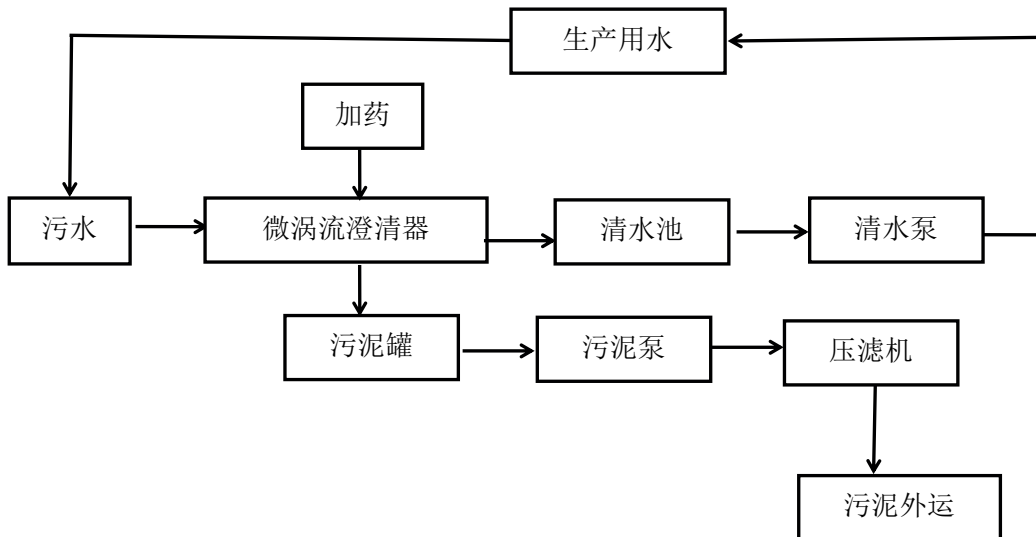 生产用水
加药
污水
微涡流澄清器
清水池
清水泵
污泥罐
污泥泵
压滤机
污泥外运